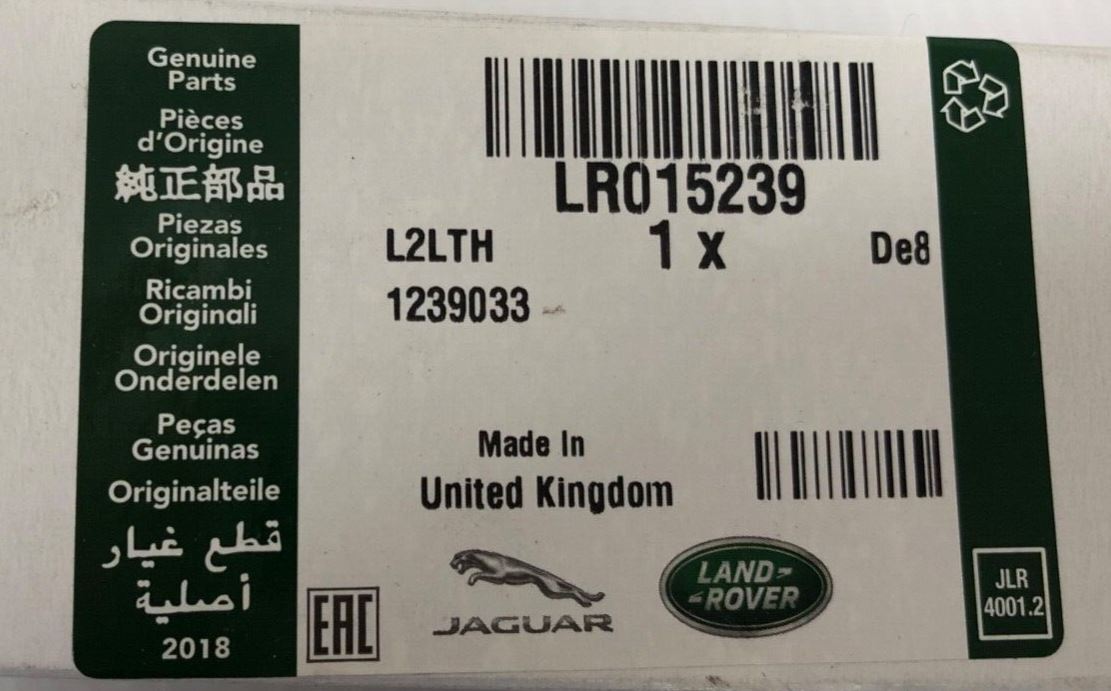 Genuine
Parts
Pièces
d'Origine
純正部品
Piezas
Originales
Ricambi
Originali
Originele
Onderdelen
Peças
Genuinas
Originalteile
قطع غيار
أصلية
2018
LR015239
L2LTH
1 x
De8
1239033
Made In
United Kingdom
EAC
JAGUAR
LAND
ROVER
JLR
4001.2